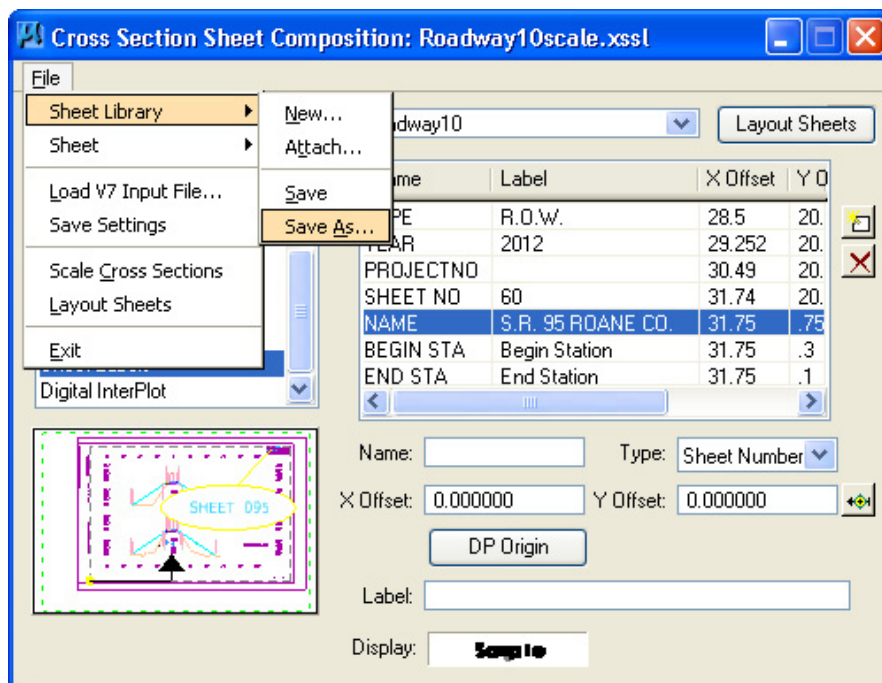 Cross Section Sheet Composition: Roadway10scale.xssl
File
Sheet Library
Sheet
Load V7 Input File...
Save Settings
Scale Cross Sections
Layout Sheets
Exit
New...
Attach...
Save
Save As...
adway10
Layout Sheets
me Label X Offset Y O
PE R.O.W. 28.5 20.
YEAR 2012 29.252 20.
PROJECTNO 30.49 20.
SHEET NO 60 31.74 20.
NAME S.R. 95 ROANE CO. 31.75 .75
BEGIN STA Begin Station 31.75 .3
END STA End Station 31.75 .1
Digital InterPlot
SHEET 095
Name: Type: Sheet Number
X Offset: 0.000000 Y Offset: 0.000000
DP Origin
Label:
Display: Sample